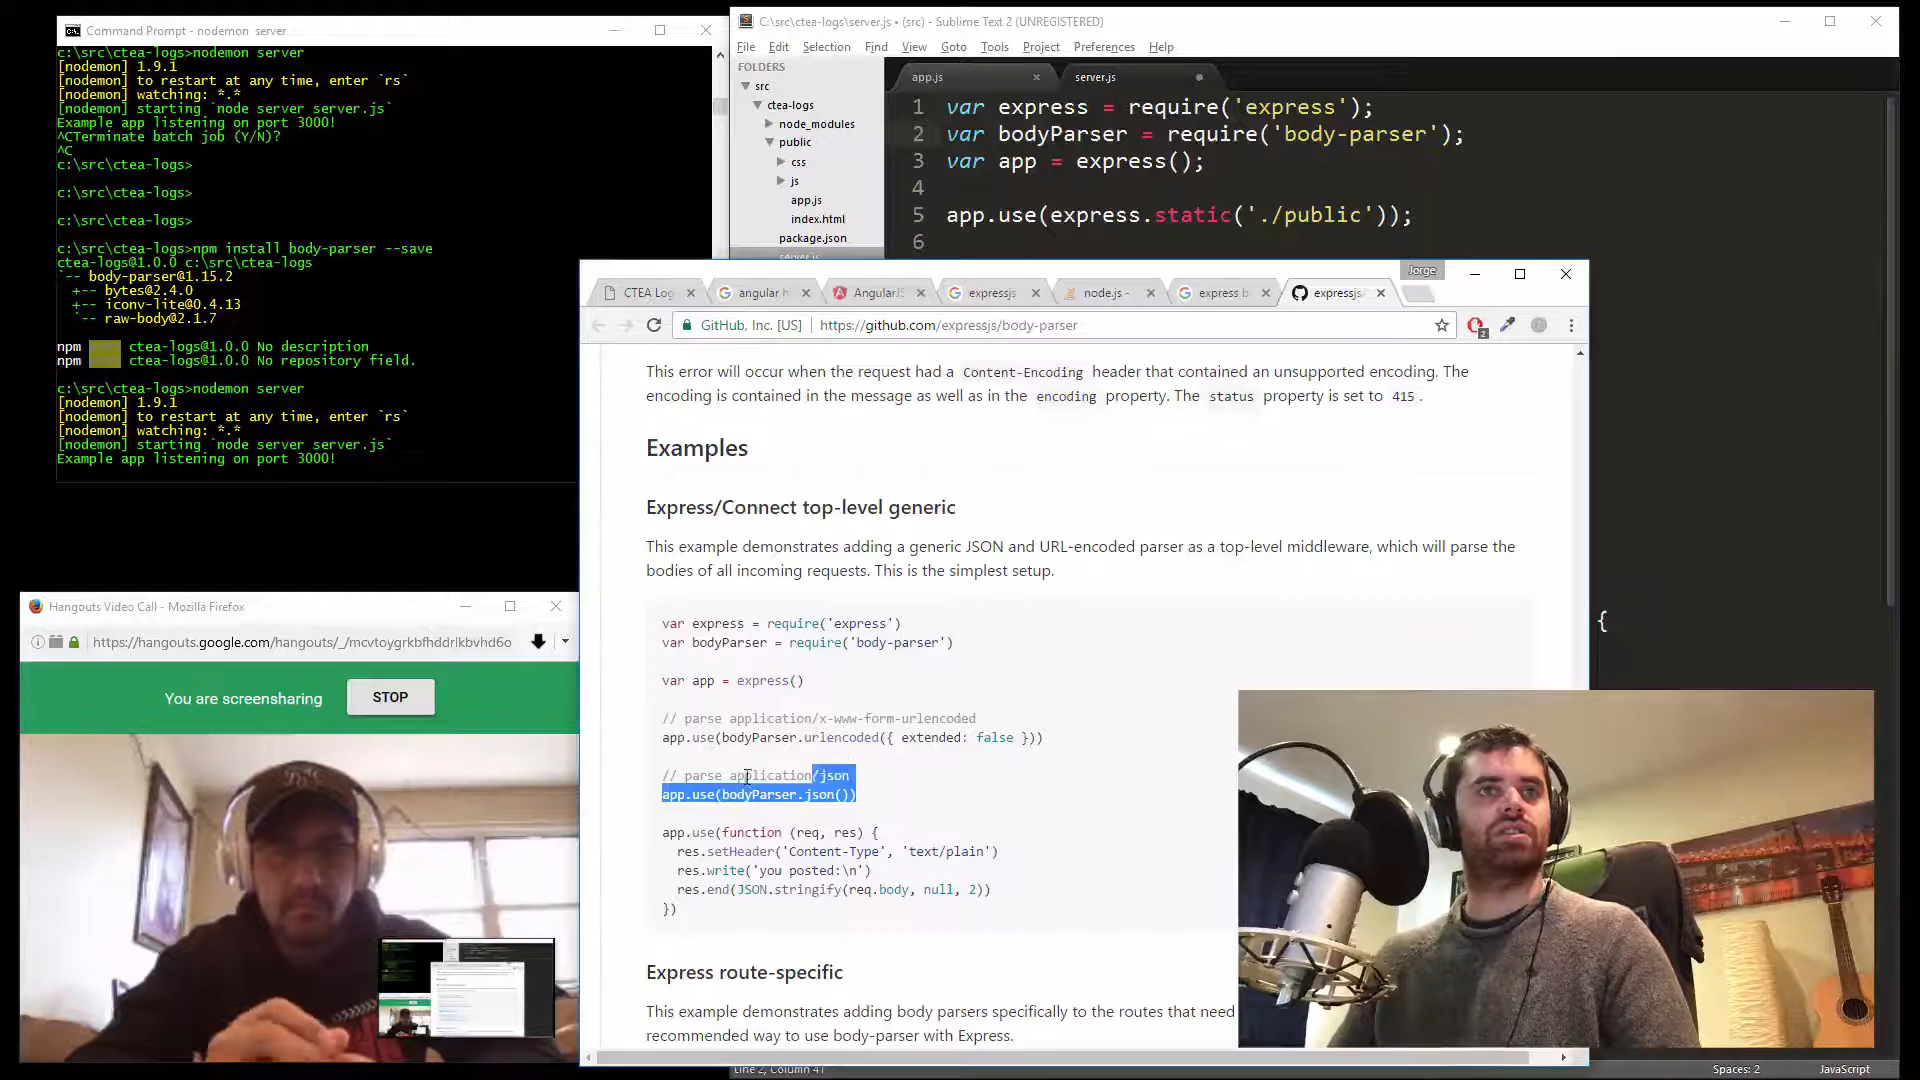 Command Prompt - nodemon server
c:\src\ctea-logs>nodemon server
[nodemon] 1.9.1
[nodemon] to restart at any time, enter `rs`
[nodemon] watching: *.*
[nodemon] starting `node server server.js`
Example app listening on port 3000!
^CTerminate batch job (Y/N)?
^C
c:\src\ctea-logs>
c:\src\ctea-logs>
c:\src\ctea-logs>
c:\src\ctea-logs>npm install body-parser --save
ctea-logs@1.0.0 c:\src\ctea-logs
`-- body-parser@1.15.2
+-- bytes@2.4.0
+-- iconv-lite@0.4.13
`-- raw-body@2.1.7
npm ctea-logs@1.0.0 No description
npm ctea-logs@1.0.0 No repository field.
c:\src\ctea-logs>nodemon server
[nodemon] 1.9.1
[nodemon] to restart at any time, enter `rs`
[nodemon] watching: *.*
[nodemon] starting `node server server.js`
Example app listening on port 3000!
C:\src\ctea-logs\server.js • (src) - Sublime Text 2 (UNREGISTERED)
File Edit Selection Find View Goto Tools Project Preferences Help
FOLDERS
src
ctea-logs
node_modules
public
css
js
app.js
index.html
package.json
server.js
app.js server.js
1 var express = require('express');
2 var bodyParser = require('body-parser');
3 var app = express();
4
5 app.use(express.static('./public'));
6
{
Jorge
CTEA Log angular h AngularJS expressjs node.js - express b expressjs
GitHub, Inc. [US] https://github.com/expressjs/body-parser
2
This error will occur when the request had a Content-Encoding header that contained an unsupported encoding. The
encoding is contained in the message as well as in the encoding property. The status property is set to 415.
Examples
Express/Connect top-level generic
This example demonstrates adding a generic JSON and URL-encoded parser as a top-level middleware, which will parse the
bodies of all incoming requests. This is the simplest setup.
var express = require('express')
var bodyParser = require('body-parser')
var app = express()
// parse application/x-www-form-urlencoded
app.use(bodyParser.urlencoded({ extended: false }))
// parse application/json
app.use(bodyParser.json())
app.use(function (req, res) {
res.setHeader('Content-Type', 'text/plain')
res.write('you posted:\n')
res.end(JSON.stringify(req.body, null, 2))
})
Express route-specific
This example demonstrates adding body parsers specifically to the routes that need
recommended way to use body-parser with Express.
Hangouts Video Call - Mozilla Firefox
https://hangouts.google.com/hangouts/_/mcvtoygrkbfhddrlkbvhd6o
You are screensharing STOP
Line 2, Column 41 Spaces: 2 JavaScript